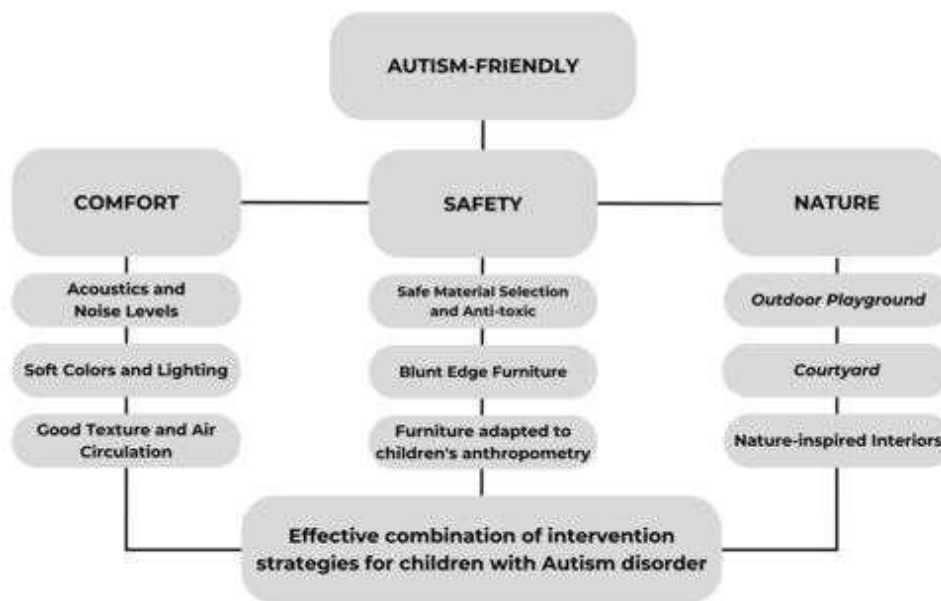 AUTISM-FRIENDLY
COMFORT
SAFETY
NATURE
Acoustics and
Noise Levels
Soft Colors and Lighting
Good Texture and Air
Circulation
Safe Material Selection
and Anti-toxic
Blunt Edge Furniture
Furniture adapted to
children's anthropometry
Outdoor Playground
Courtyard
Nature-inspired Interiors
Effective combination of intervention
strategies for children with Autism disorder